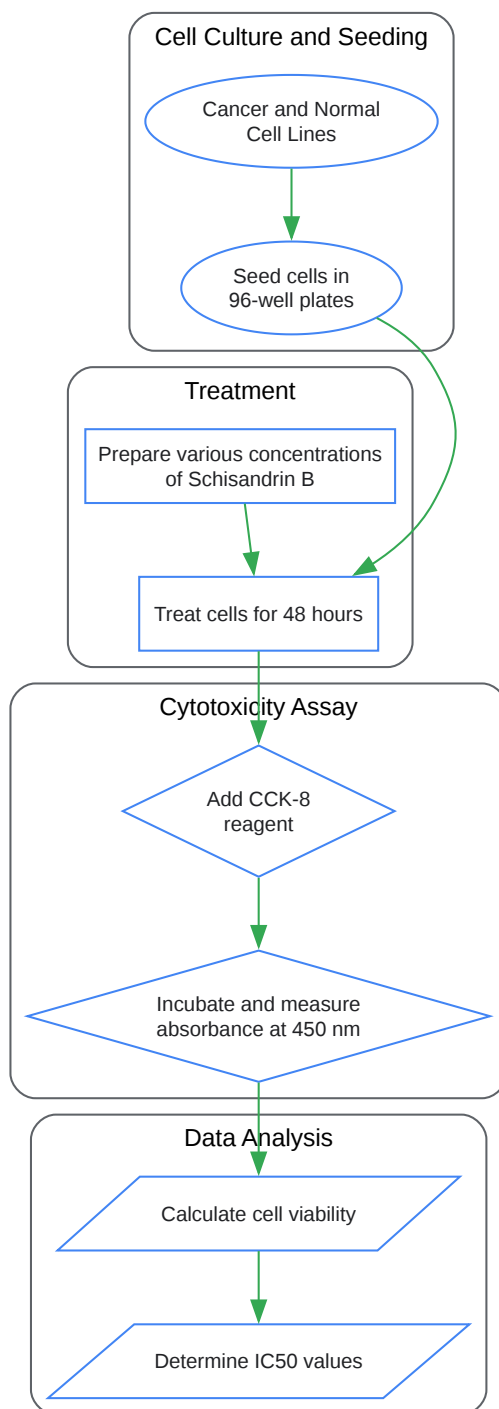 Cell Culture and Seeding
Cancer and Normal
Cell Lines
Seed cells in
96-well plates
Treatment
Prepare various concentrations
of Schisandrin B
Treat cells for 48 hours
Cytotoxicity Assay
Add CCK-8
reagent
Incubate and measure
absorbance at 450 nm
Data Analysis
Calculate cell viability
Determine IC50 values